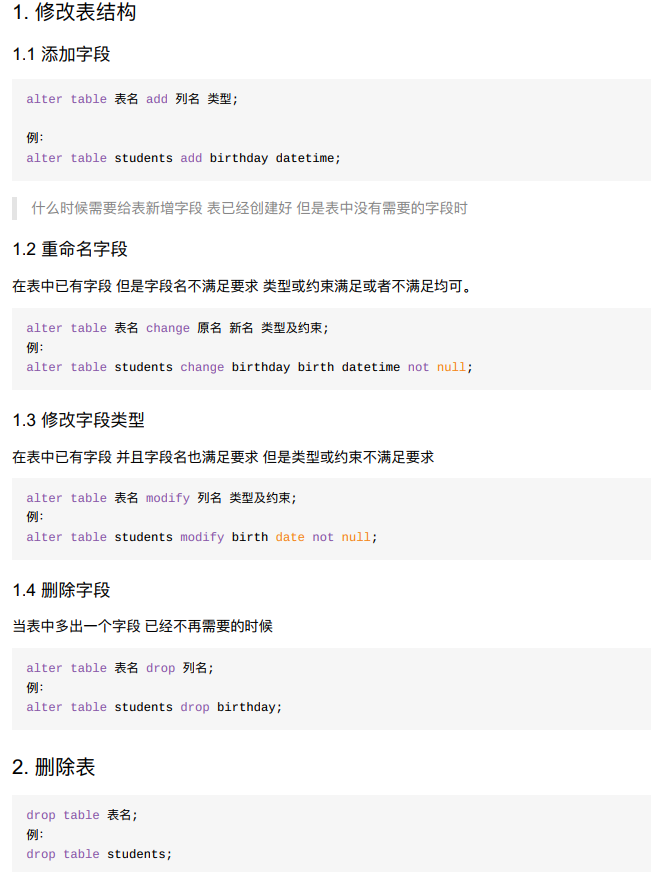 1. 修改表结构
1.1 添加字段
alter table 表名 add 列名 类型;
例:
alter table students add birthday datetime;
什么时候需要给表新增字段 表已经创建好 但是表中没有需要的字段时
1.2 重命名字段
在表中已有字段 但是字段名不满足要求 类型或约束满足或者不满足均可。
alter table 表名 change 原名 新名 类型及约束;
例:
alter table students change birthday birth datetime not null;
1.3 修改字段类型
在表中已有字段 并且字段名也满足要求 但是类型或约束不满足要求
alter table 表名 modify 列名 类型及约束;
例:
alter table students modify birth date not null;
1.4 删除字段
当表中多出一个字段 已经不再需要的时候
alter table 表名 drop 列名;
例:
alter table students drop birthday;
2. 删除表
drop table 表名;
例:
drop table students;